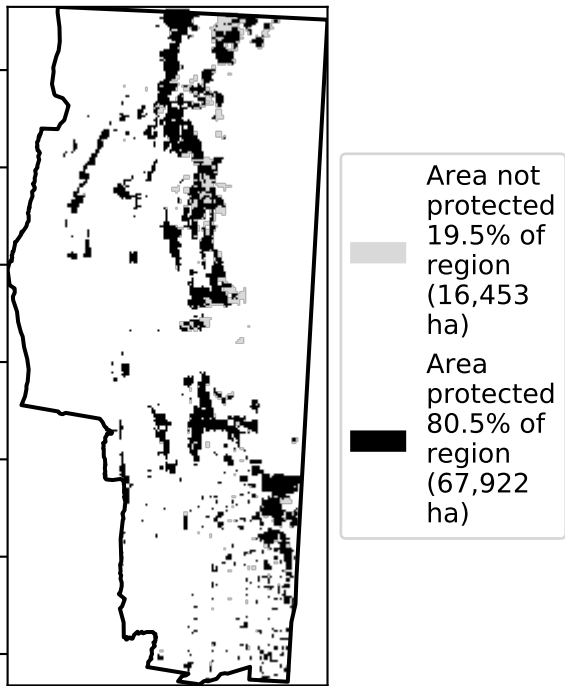 Area not
protected
19.5% of
region
(16,453
ha)
Area
protected
80.5% of
region
(67,922
ha)